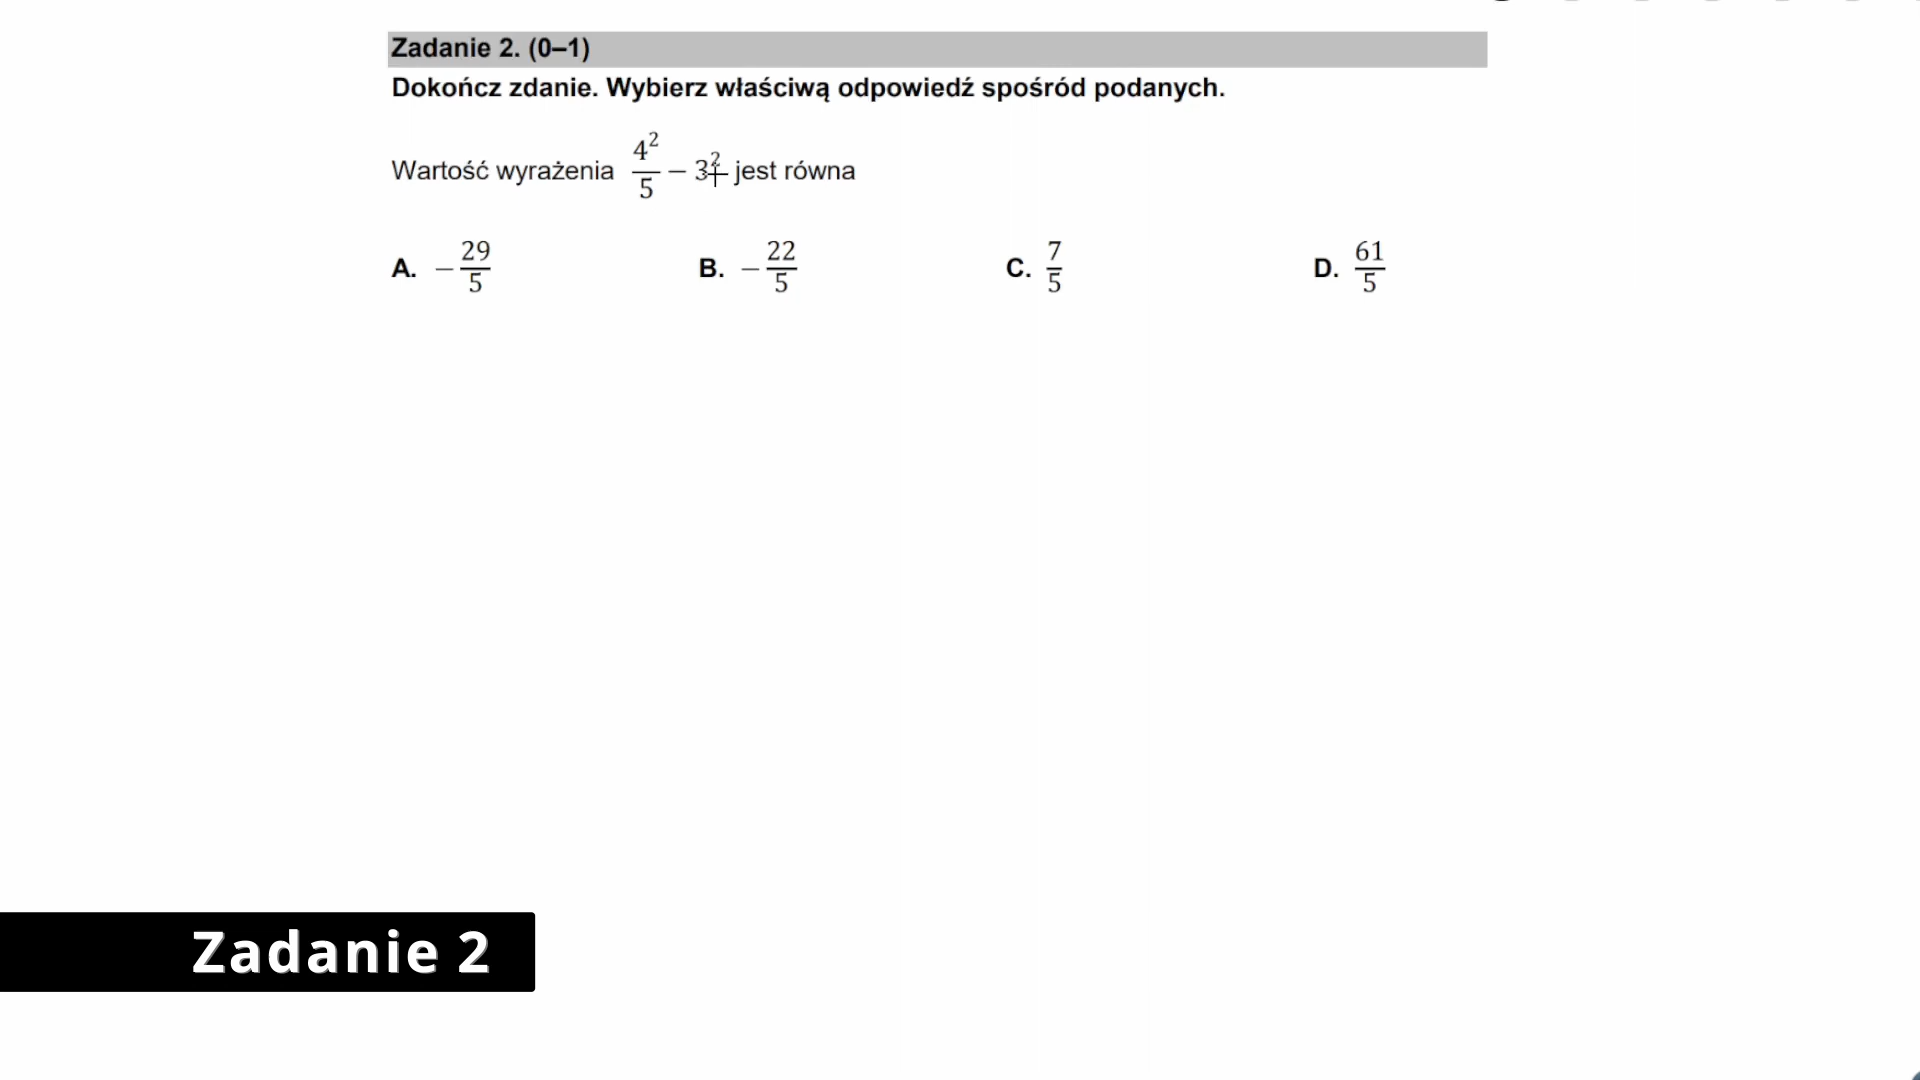 Zadanie 2. (0–1)
Dokończ zdanie. Wybierz właściwą odpowiedź spośród podanych.
Wartość wyrażenia 4²/5 − 3² jest równa
A. −29/5 B. −22/5 C. 7/5 D. 61/5
Zadanie 2